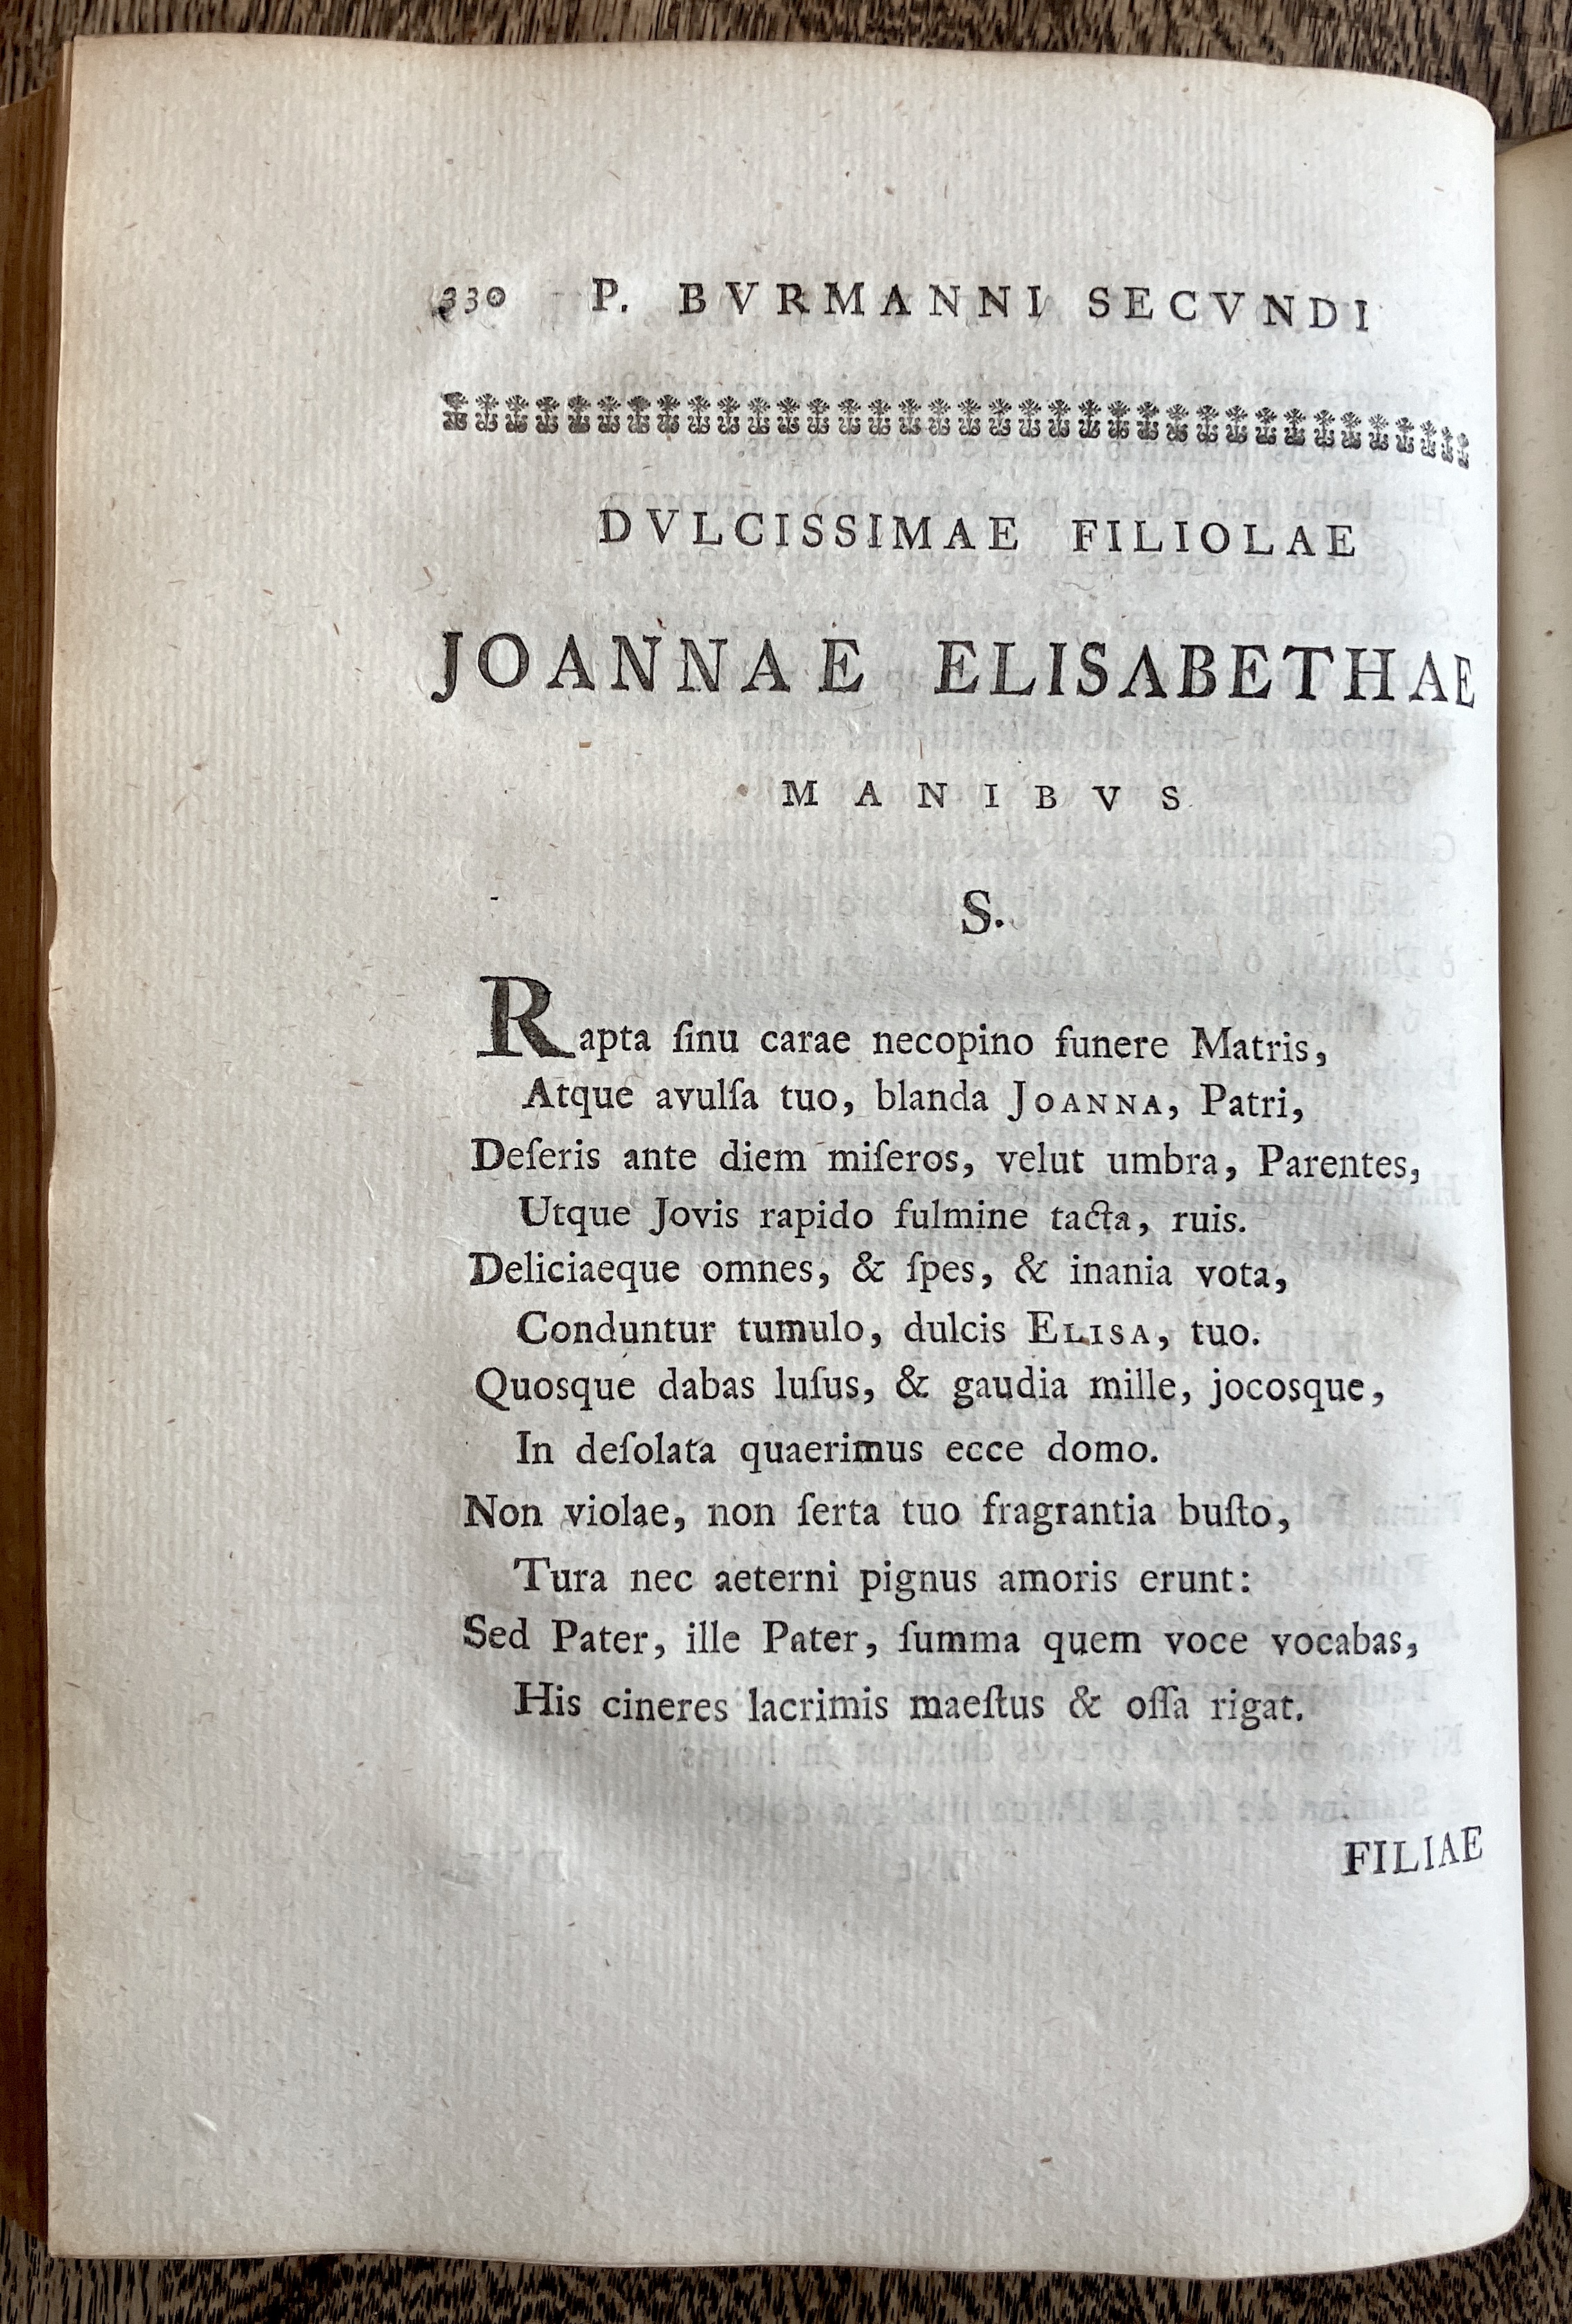 330 P. BVRMANNI SECVNDI
DVLCISSIMAE FILIOLAE
JOANNAE ELISABETHAE
MANIBVS
S.
Rapta ſinu carae necopino funere Matris,
Atque avulſa tuo, blanda JOANNA, Patri,
Deſeris ante diem miſeros, velut umbra, Parentes,
Utque Jovis rapido fulmine tacta, ruis.
Deliciaeque omnes, & ſpes, & inania vota,
Conduntur tumulo, dulcis ELISA, tuo.
Quosque dabas luſus, & gaudia mille, jocosque,
In deſolata quaerimus ecce domo.
Non violae, non ſerta tuo fragrantia buſto,
Tura nec aeterni pignus amoris erunt:
Sed Pater, ille Pater, ſumma quem voce vocabas,
His cineres lacrimis maeſtus & oſſa rigat.
FILIAE